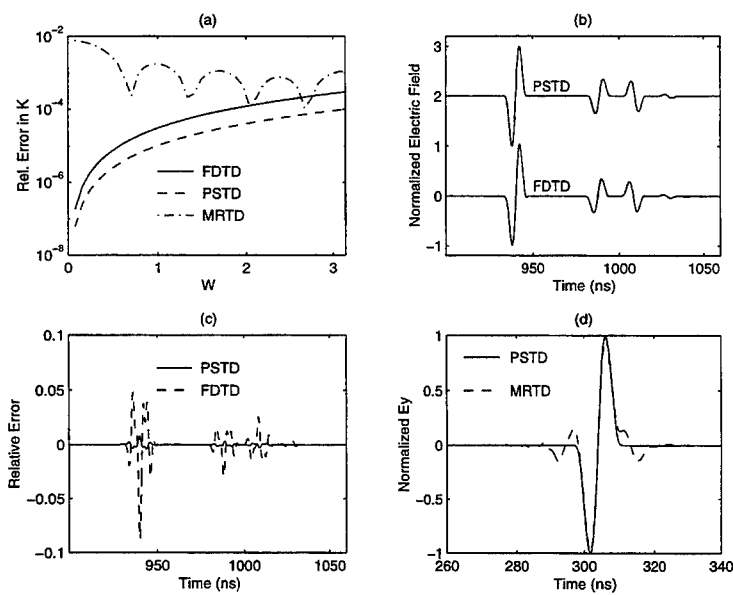 (a)
10−2
10−4
10−6
10−8
Rel. Error in K
FDTD
PSTD
MRTD
0
1
2
3
W
(b)
3
2
1
0
−1
Normalized Electric Field
PSTD
FDTD
950
1000
1050
Time (ns)
(c)
0.1
0.05
0
−0.05
−0.1
Relative Error
PSTD
FDTD
950
1000
1050
Time (ns)
(d)
1
0.5
0
−0.5
−1
Normalized Ey
PSTD
MRTD
260
280
300
320
340
Time (ns)